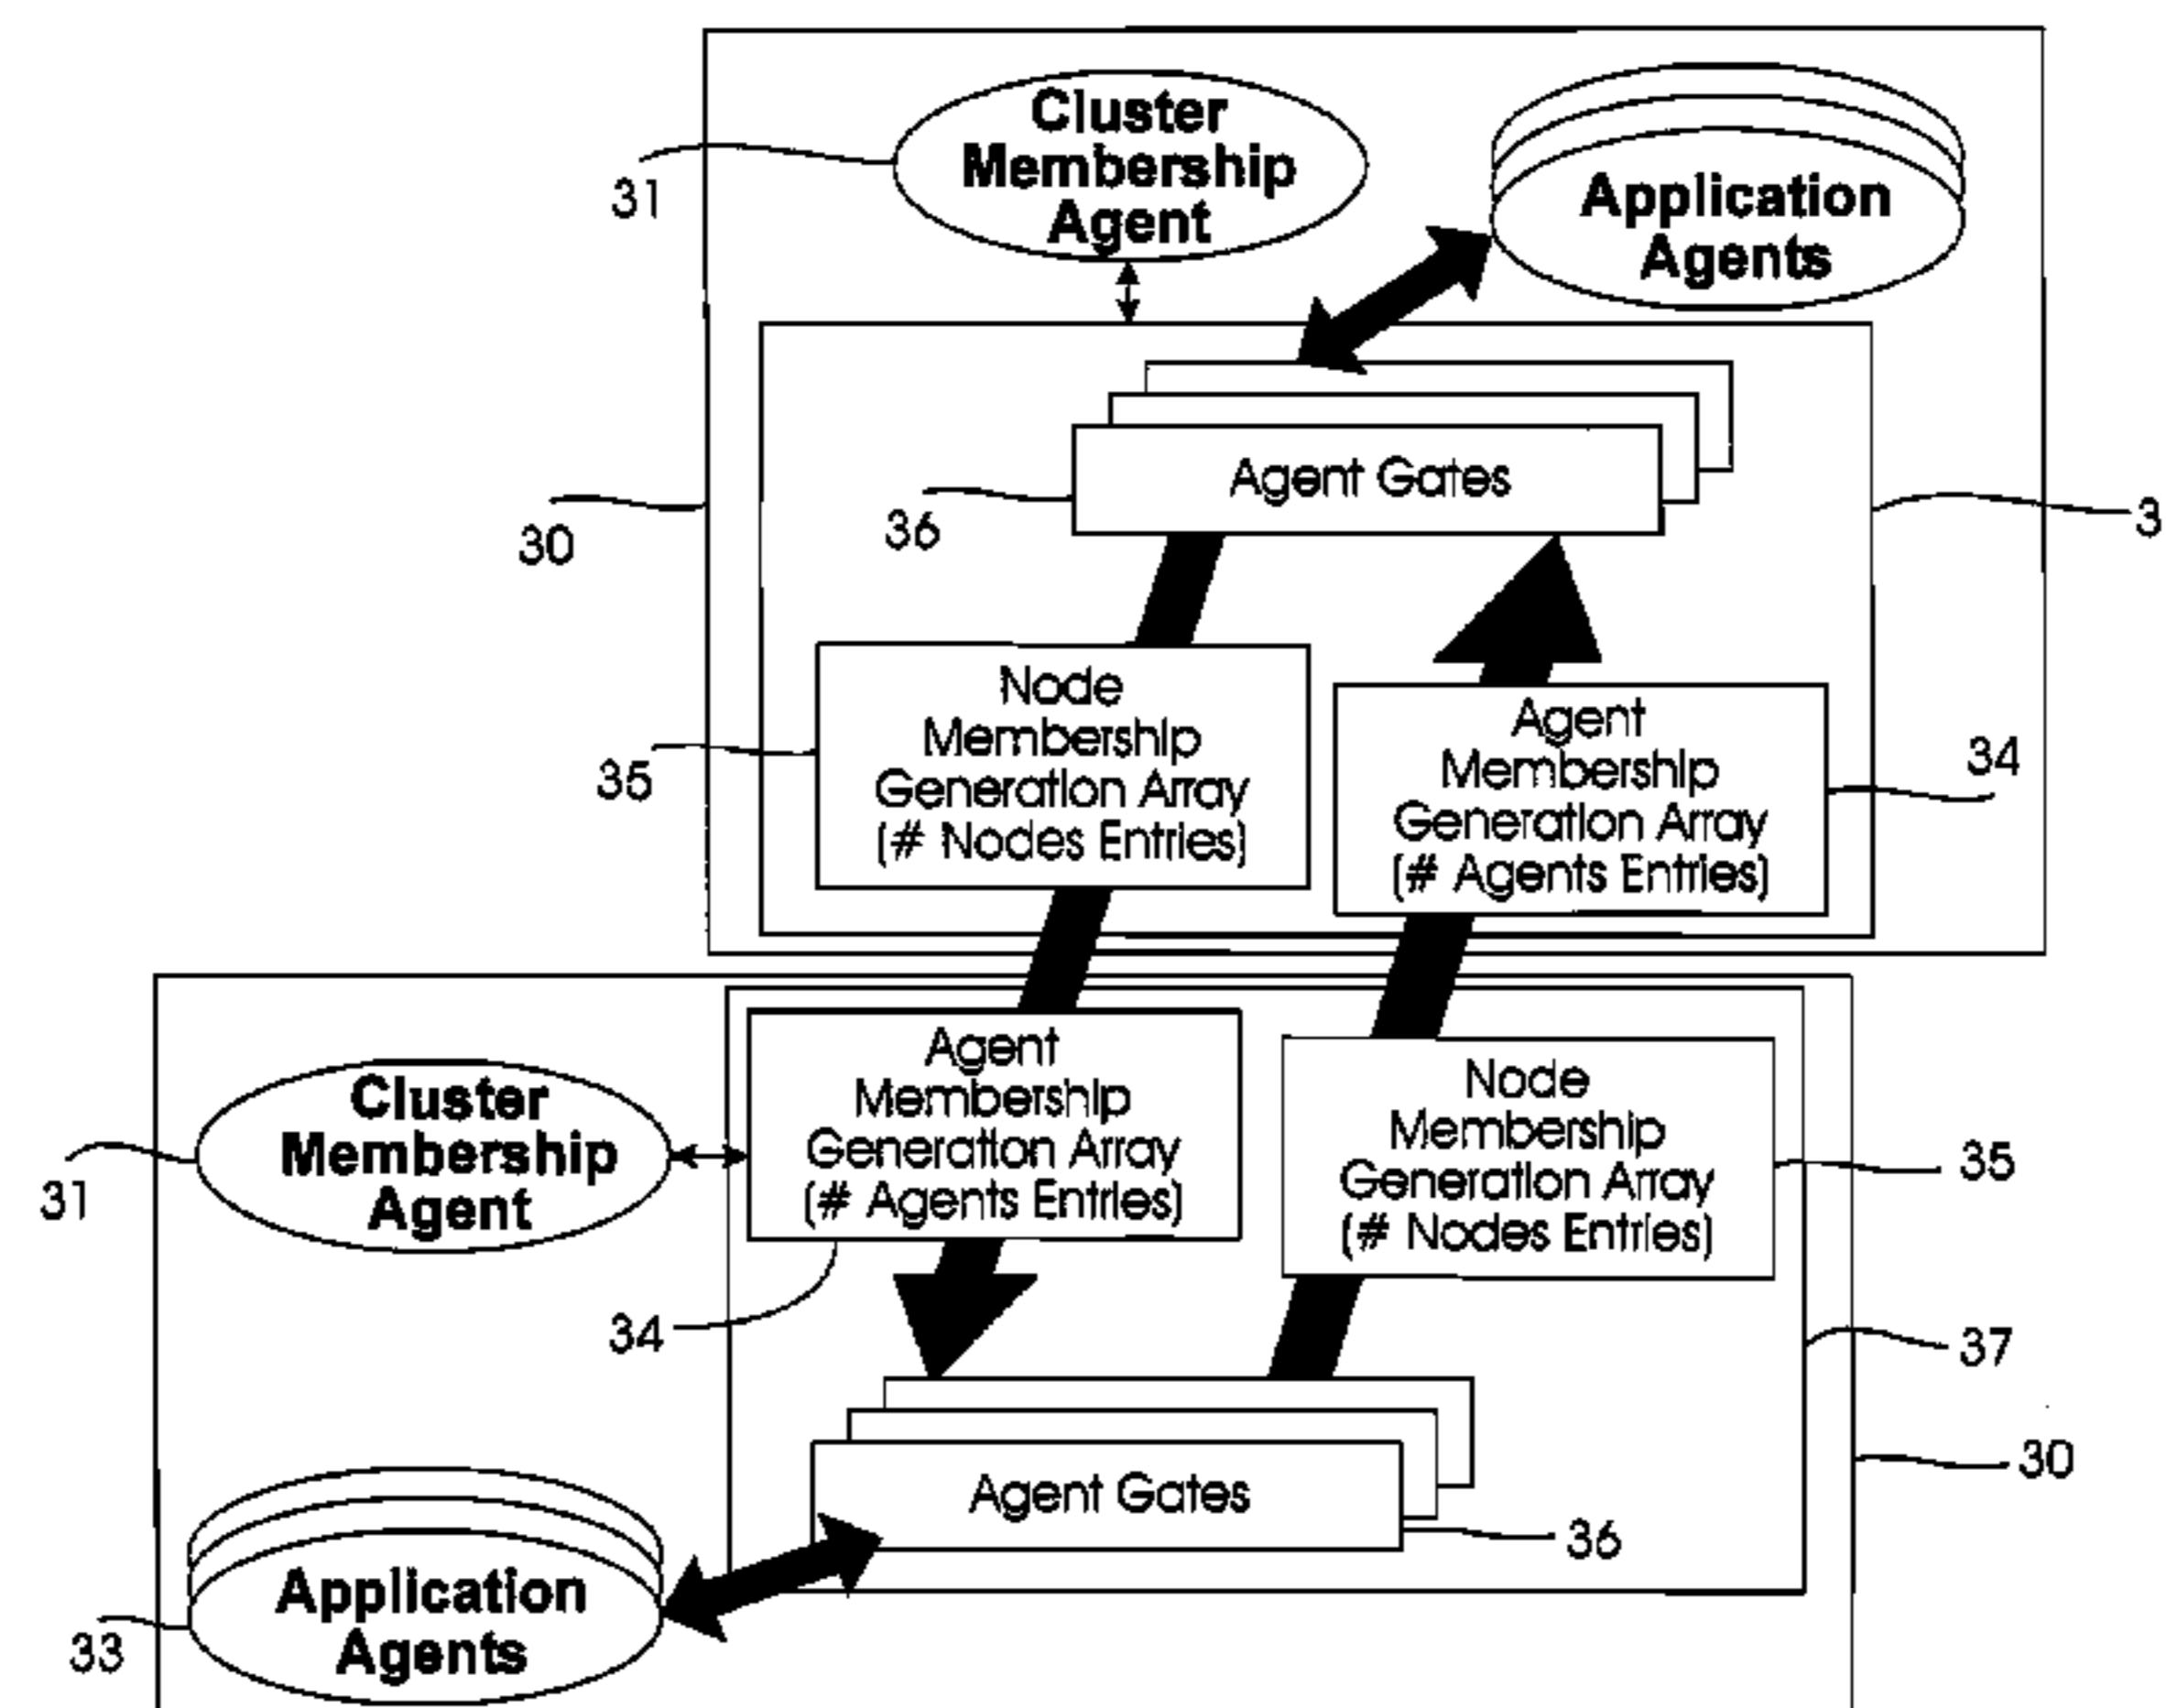 Cluster
Membership
Agent
31
Application
Agents
Agent Gates
36
30
3
Node
Membership
Generation Array
(# Nodes Entries)
35
Agent
Membership
Generation Array
(# Agents Entries)
34
Agent
Membership
Generation Array
(# Agents Entries)
Node
Membership
Generation Array
(# Nodes Entries)
35
Cluster
Membership
Agent
31
34
37
30
Agent Gates
36
Application
Agents
33